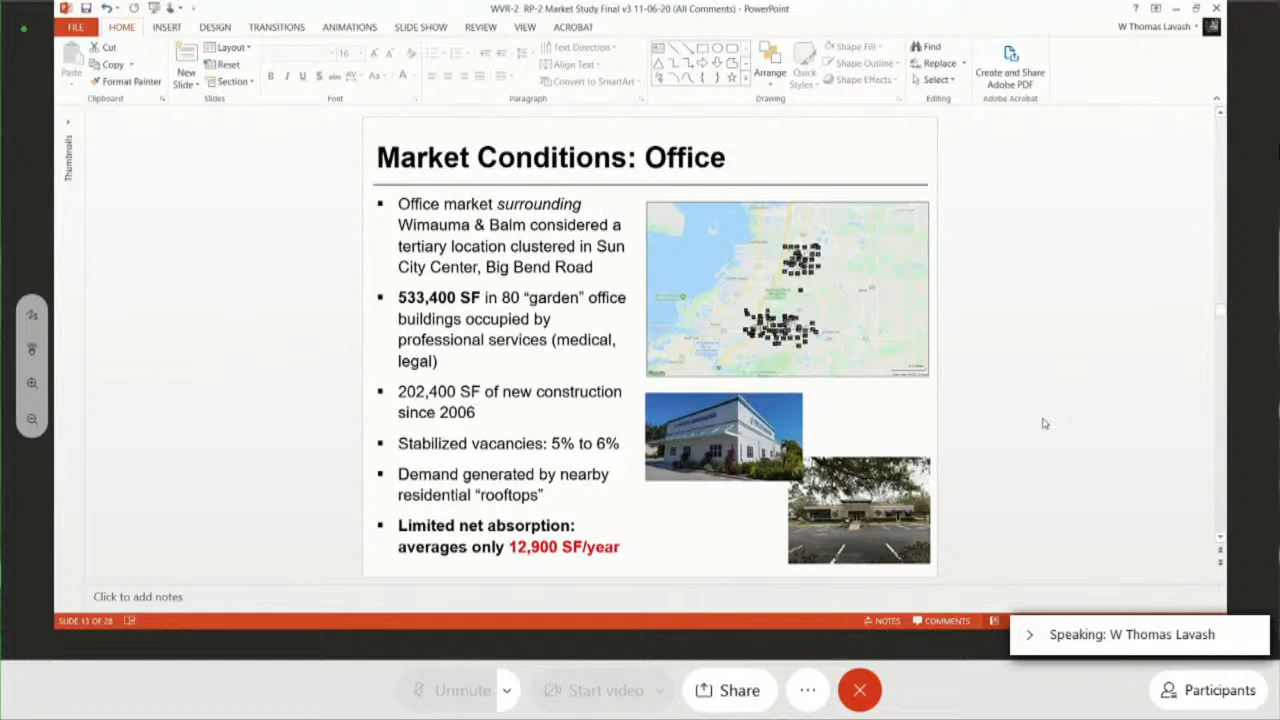 WVR-2 RP-2 Market Study Final v3 11-06-20 (All Comments) - PowerPoint
FILE HOME INSERT DESIGN TRANSITIONS ANIMATIONS SLIDE SHOW REVIEW VIEW ACROBAT
W Thomas Lavash
Paste
Cut
Copy
Format Painter
Clipboard
New
Slide
Layout
Reset
Section
Slides
16
Font
Text Direction
Align Text
Convert to SmartArt
Paragraph
Arrange
Quick
Styles
Shape Fill
Shape Outline
Shape Effects
Drawing
Find
Replace
Select
Editing
Create and Share
Adobe PDF
Adobe Acrobat
Thumbnails
Market Conditions: Office
▪ Office market surrounding
Wimauma & Balm considered a
tertiary location clustered in Sun
City Center, Big Bend Road
▪ 533,400 SF in 80 “garden” office
buildings occupied by
professional services (medical,
legal)
▪ 202,400 SF of new construction
since 2006
▪ Stabilized vacancies: 5% to 6%
▪ Demand generated by nearby
residential “rooftops”
▪ Limited net absorption:
averages only 12,900 SF/year
Click to add notes
SLIDE 13 OF 28
NOTES
COMMENTS
Speaking: W Thomas Lavash
Unmute
Start video
Share
Participants